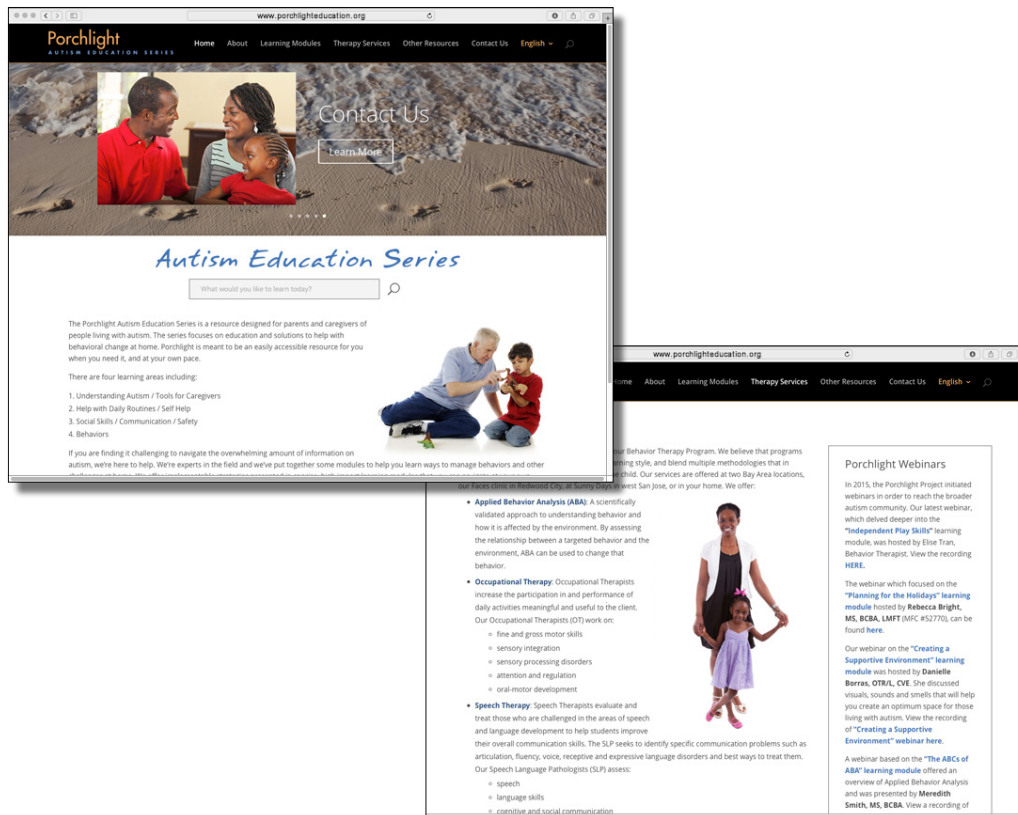 www.porchlighteducation.org
Porchlight
AUTISM EDUCATION SERIES
Home About Learning Modules Therapy Services Other Resources Contact Us English
Contact Us
Learn More
Autism Education Series
What would you like to learn today?
The Porchlight Autism Education Series is a resource designed for parents and caregivers of
people living with autism. The series focuses on education and solutions to help with
behavioral change at home. Porchlight is meant to be an easily accessible resource for you
when you need it, and at your own pace.
There are four learning areas including:
1. Understanding Autism / Tools for Caregivers
2. Help with Daily Routines / Self Help
3. Social Skills / Communication / Safety
4. Behaviors
If you are finding it challenging to navigate the overwhelming amount of information on
autism, we're here to help. We're experts in the field and we've put together some modules to help you learn ways to manage behaviors and other
www.porchlighteducation.org
About Learning Modules Therapy Services Other Resources Contact Us English
our Behavior Therapy Program. We believe that programs
style, and blend multiple methodologies that in
child. Our services are offered at two Bay Area locations,
our Faces clinic in Redwood City, at Sunny Days in west San Jose, or in your home. We offer:
Applied Behavior Analysis (ABA): A scientifically
validated approach to understanding behavior and
how it is affected by the environment. By assessing
the relationship between a targeted behavior and the
environment, ABA can be used to change that
behavior.
Occupational Therapy: Occupational Therapists
increase the participation in and performance of
daily activities meaningful and useful to the client.
Our Occupational Therapists (OT) work on:
fine and gross motor skills
sensory integration
sensory processing disorders
attention and regulation
oral-motor development
Speech Therapy: Speech Therapists evaluate and
treat those who are challenged in the areas of speech
and language development to help students improve
their overall communication skills. The SLP seeks to identify specific communication problems such as
articulation, fluency, voice, receptive and expressive language disorders and best ways to treat them.
Our Speech Language Pathologists (SLP) assess:
speech
language skills
cognitive and social communication
Porchlight Webinars
In 2015, the Porchlight Project initiated
webinars in order to reach the broader
autism community. Our latest webinar,
which delved deeper into the
"Independent Play Skills" learning
module, was hosted by Elise Tran,
Behavior Therapist. View the recording
HERE.
The webinar which focused on the
"Planning for the Holidays" learning
module hosted by Rebecca Bright,
MS, BCBA, LMFT (MFC #52770), can be
found here.
Our webinar on the "Creating a
Supportive Environment" learning
module was hosted by Danielle
Borras, OTR/L, CVE. She discussed
visuals, sounds and smells that will help
you create an optimum space for those
living with autism. View the recording
of "Creating a Supportive
Environment" webinar here.
A webinar based on the "The ABCs of
ABA" learning module offered an
overview of Applied Behavior Analysis
and was presented by Meredith
Smith, MS, BCBA. View a recording of